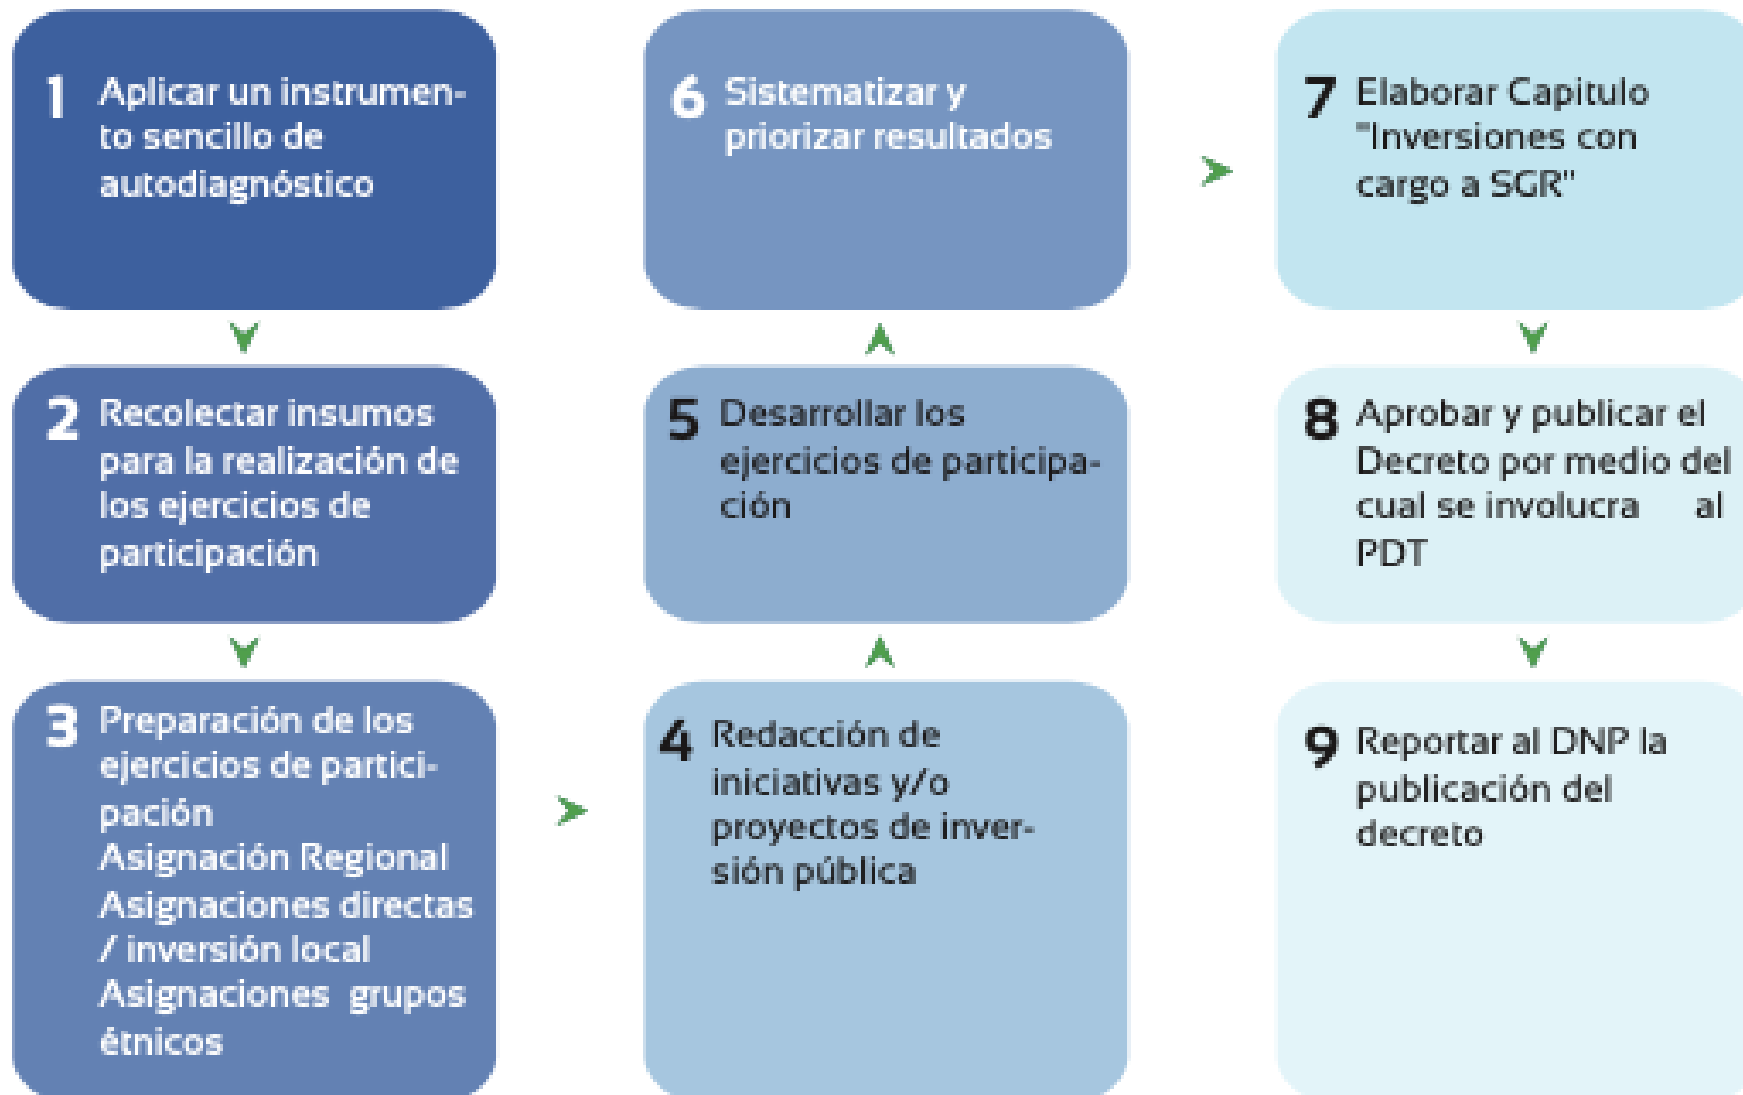 1 Aplicar un instrumen-
to sencillo de
autodiagnóstico
2 Recolectar insumos
para la realización de
los ejercicios de
participación
3 Preparación de los
ejercicios de partici-
pación
Asignación Regional
Asignaciones directas
/ inversión local
Asignaciones grupos
étnicos
4 Redacción de
iniciativas y/o
proyectos de inver-
sión pública
5 Desarrollar los
ejercicios de participa-
ción
6 Sistematizar y
priorizar resultados
7 Elaborar Capitulo
"Inversiones con
cargo a SGR"
8 Aprobar y publicar el
Decreto por medio del
cual se involucra al
PDT
9 Reportar al DNP la
publicación del
decreto